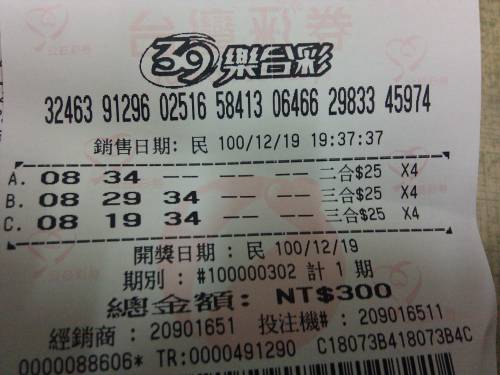 39樂合彩
32463 91296 02516 58413 06466 29833 45974
銷售日期: 民 100/12/19 19:37:37
A. 08 34 -- -- -- 二合$25 X4
B. 08 29 34 -- -- 三合$25 X4
C. 08 19 34 -- -- 三合$25 X4
開獎日期 : 民 100/12/19
期別 : #100000302 計 1 期
總金額: NT$300
經銷商 : 20901651 投注機# : 209016511
0000088606* TR:0000491290 C18073B418073B4C